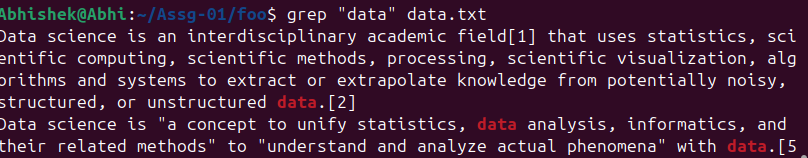 Abhishek@Abhi:~/Assg-01/foo$ grep "data" data.txt
Data science is an interdisciplinary academic field[1] that uses statistics, sci
entific computing, scientific methods, processing, scientific visualization, alg
orithms and systems to extract or extrapolate knowledge from potentially noisy,
structured, or unstructured data.[2]
Data science is "a concept to unify statistics, data analysis, informatics, and
their related methods" to "understand and analyze actual phenomena" with data.[5